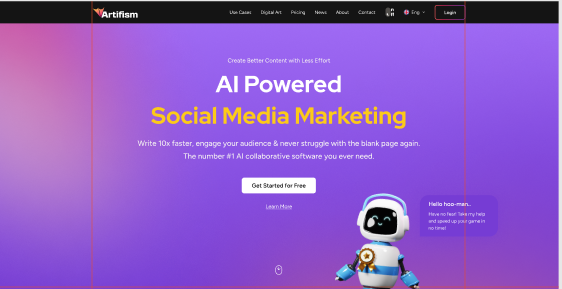 Artifism
Use Cases Digital Art Pricing News About Contact Eng Login
Create Better Content with Less Effort
AI Powered
Social Media Marketing
Write 10x faster, engage your audience & never struggle with the blank page again.
The number #1 AI collaborative software you ever need.
Get Started for Free
Learn More
Hello hoo-man..
Have no fear! Take my help
and speed up your game in
no time!